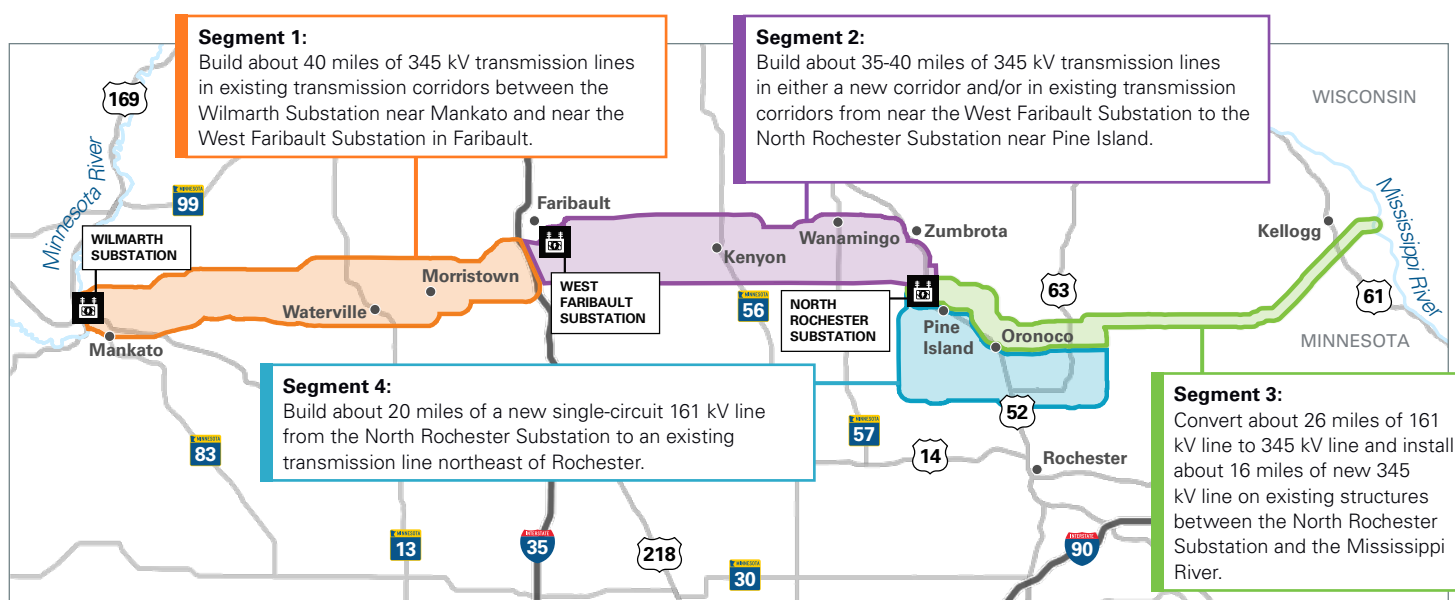 Segment 1:
Build about 40 miles of 345 kV transmission lines
in existing transmission corridors between the
Wilmarth Substation near Mankato and near the
West Faribault Substation in Faribault.
Segment 2:
Build about 35-40 miles of 345 kV transmission lines
in either a new corridor and/or in existing transmission
corridors from near the West Faribault Substation to the
North Rochester Substation near Pine Island.
WISCONSIN
169
Minnesota River
MINNESOTA
99
WILMARTH
SUBSTATION
Faribault
Wanamingo
Zumbrota
Kenyon
Kellogg
Mississippi River
Morristown
Waterville
Mankato
WEST
FARIBAULT
SUBSTATION
MINNESOTA
56
NORTH
ROCHESTER
SUBSTATION
63
61
Pine
Island
Oronoco
MINNESOTA
Segment 4:
Build about 20 miles of a new single-circuit 161 kV line
from the North Rochester Substation to an existing
transmission line northeast of Rochester.
Segment 3:
Convert about 26 miles of 161
kV line to 345 kV line and install
about 16 miles of new 345
kV line on existing structures
between the North Rochester
Substation and the Mississippi
River.
MINNESOTA
83
MINNESOTA
57
52
14
Rochester
MINNESOTA
13
INTERSTATE
35
218
MINNESOTA
30
INTERSTATE
90